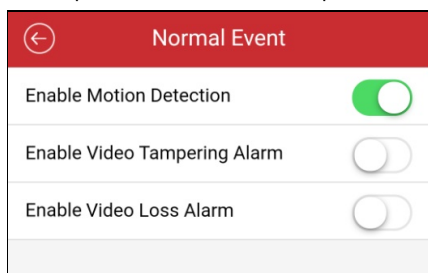 Normal Event
Enable Motion Detection
Enable Video Tampering Alarm
Enable Video Loss Alarm